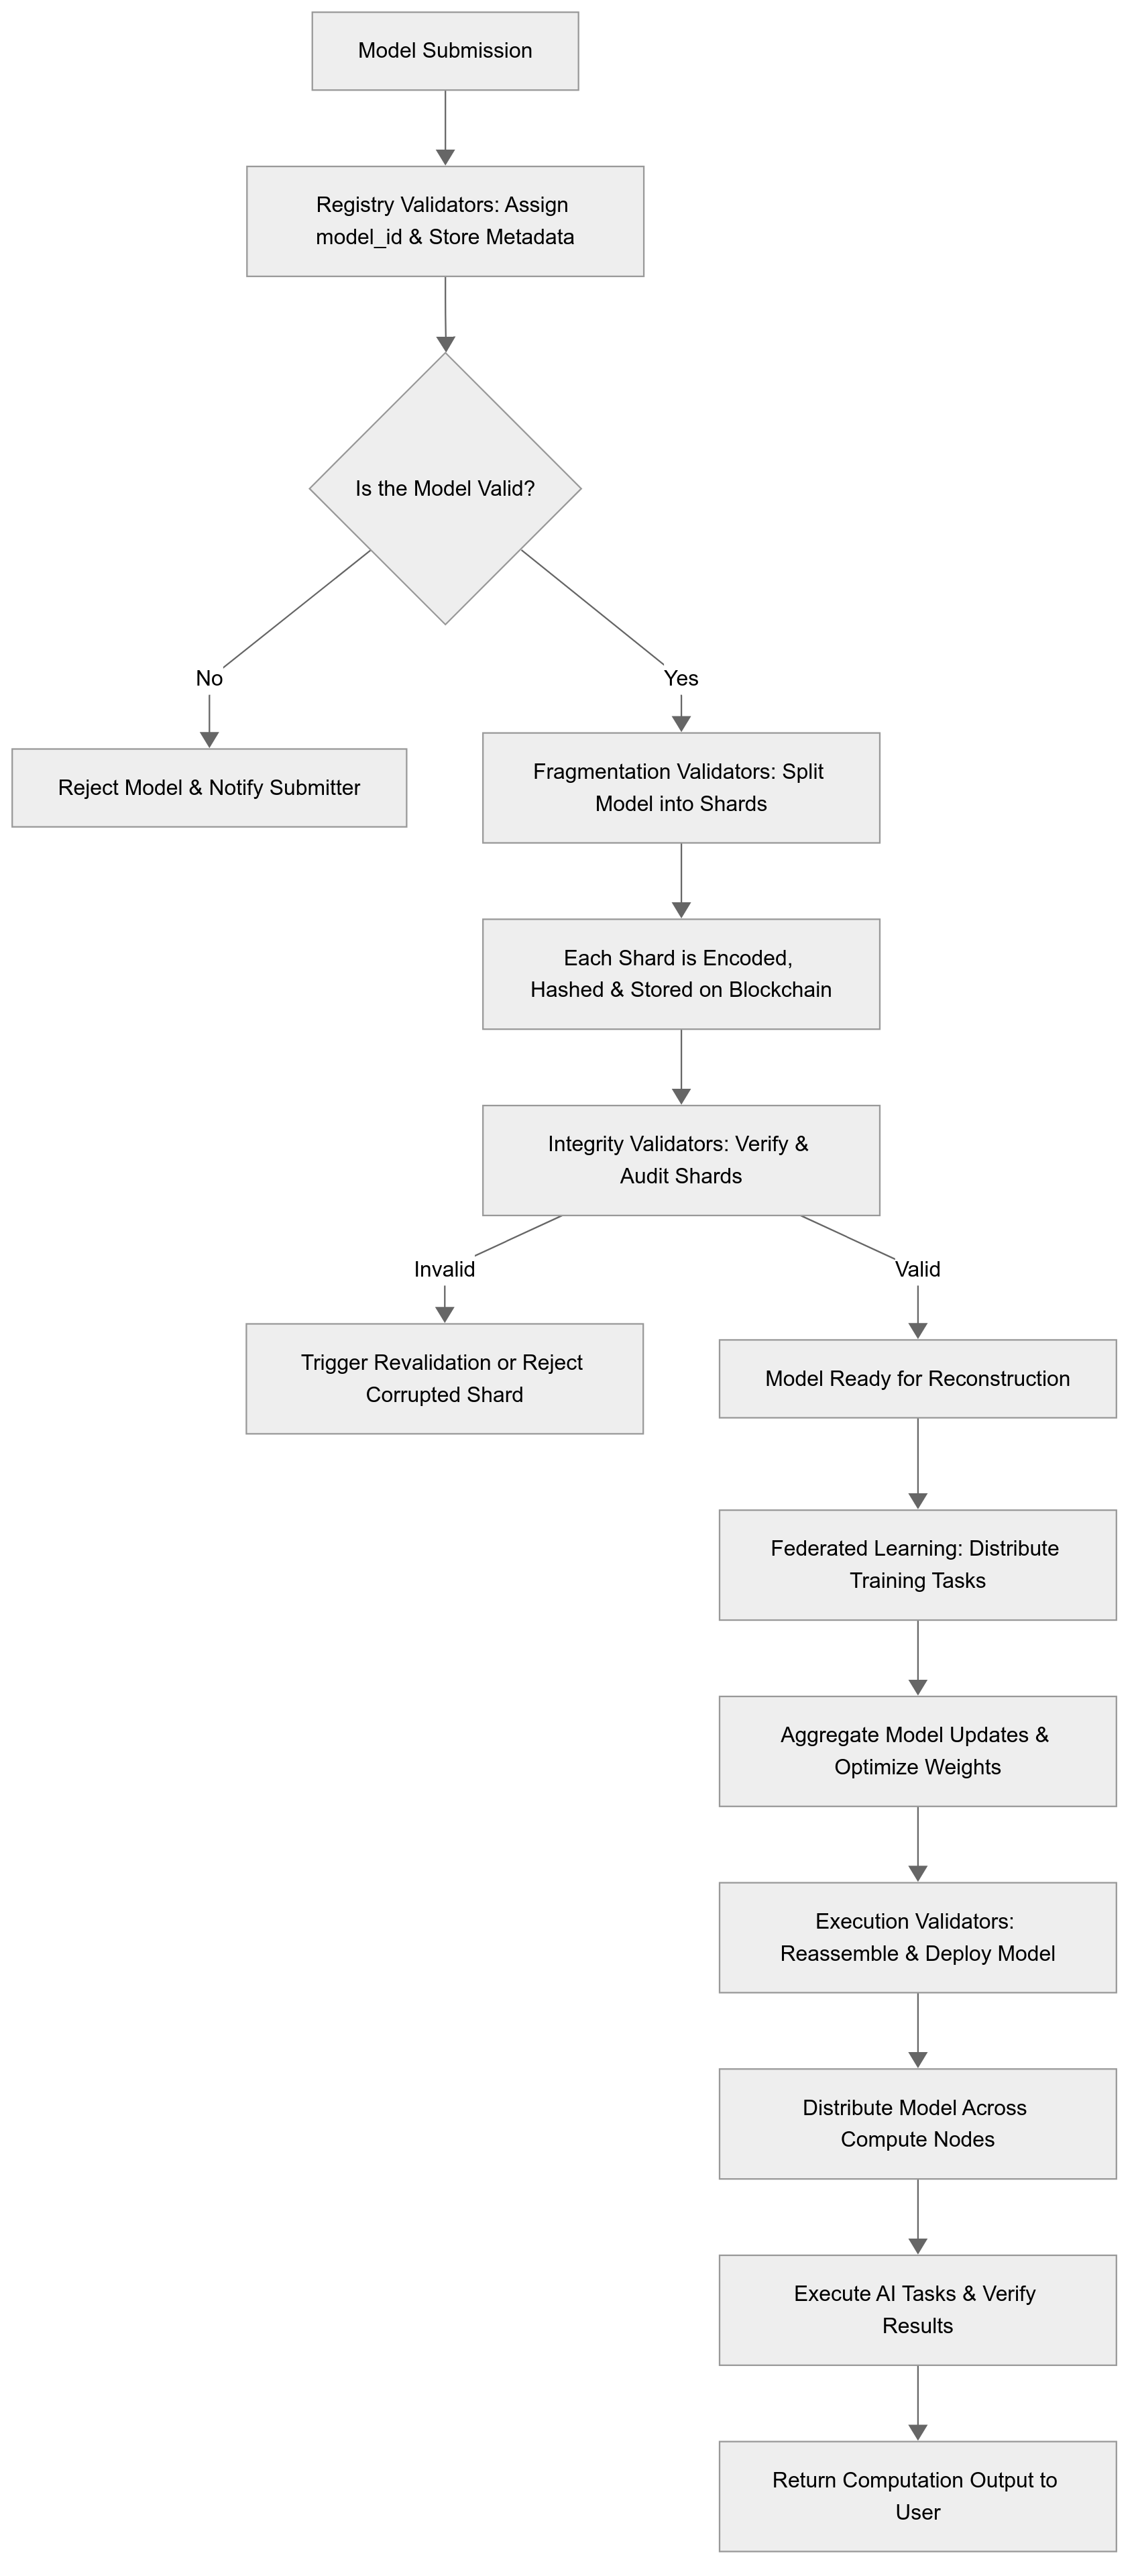 Model Submission
Registry Validators: Assign
model_id & Store Metadata
Is the Model Valid?
No
Yes
Reject Model & Notify Submitter
Fragmentation Validators: Split
Model into Shards
Each Shard is Encoded,
Hashed & Stored on Blockchain
Integrity Validators: Verify &
Audit Shards
Invalid
Valid
Trigger Revalidation or Reject
Corrupted Shard
Model Ready for Reconstruction
Federated Learning: Distribute
Training Tasks
Aggregate Model Updates &
Optimize Weights
Execution Validators:
Reassemble & Deploy Model
Distribute Model Across
Compute Nodes
Execute AI Tasks & Verify
Results
Return Computation Output to
User